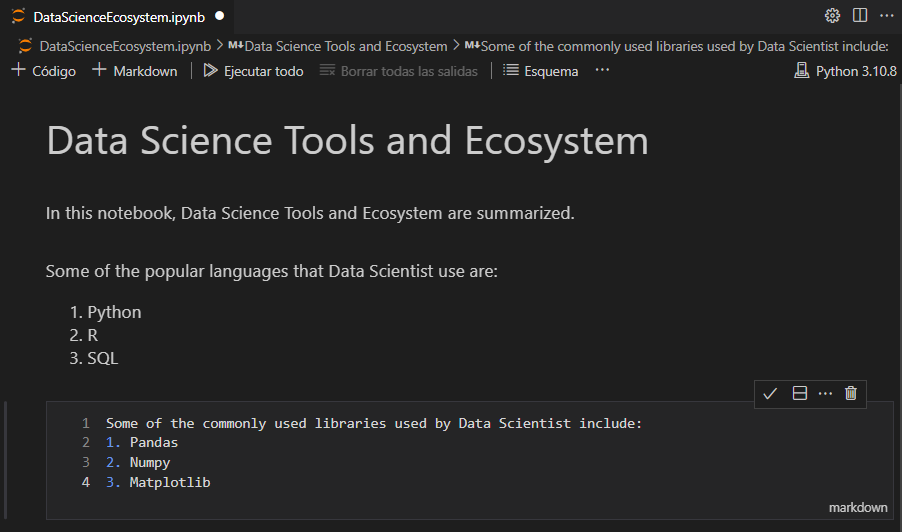 DataScienceEcosystem.ipynb
DataScienceEcosystem.ipynb > M↓Data Science Tools and Ecosystem > M↓Some of the commonly used libraries used by Data Scientist include:
+ Código + Markdown | Ejecutar todo Borrar todas las salidas | Esquema ... Python 3.10.8
Data Science Tools and Ecosystem
In this notebook, Data Science Tools and Ecosystem are summarized.
Some of the popular languages that Data Scientist use are:
1. Python
2. R
3. SQL
1 Some of the commonly used libraries used by Data Scientist include:
2 1. Pandas
3 2. Numpy
4 3. Matplotlib
markdown